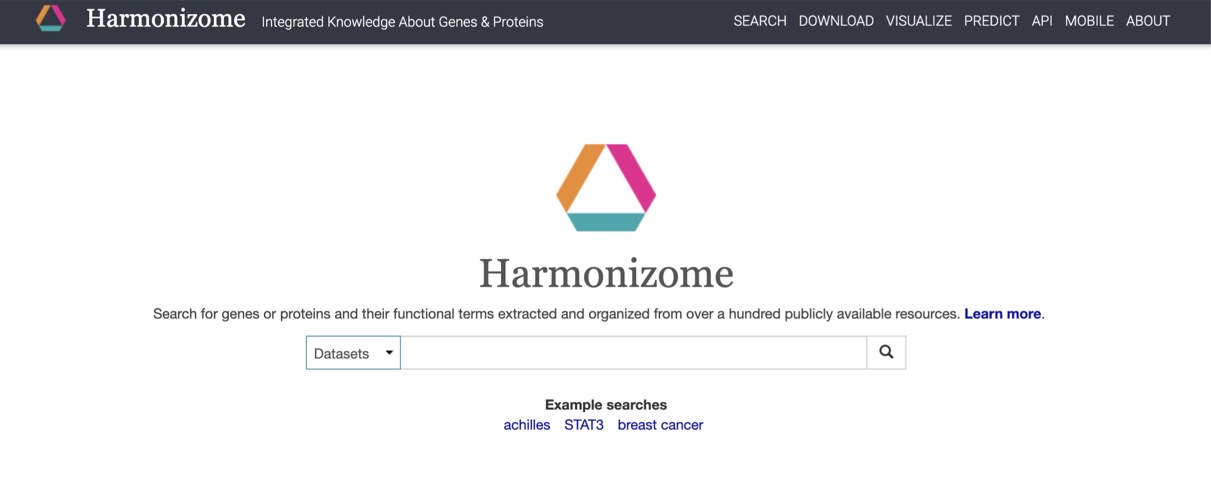 Harmonizome Integrated Knowledge About Genes & Proteins SEARCH DOWNLOAD VISUALIZE PREDICT API MOBILE ABOUT
Harmonizome
Search for genes or proteins and their functional terms extracted and organized from over a hundred publicly available resources. Learn more.
Datasets
Example searches
achilles STAT3 breast cancer